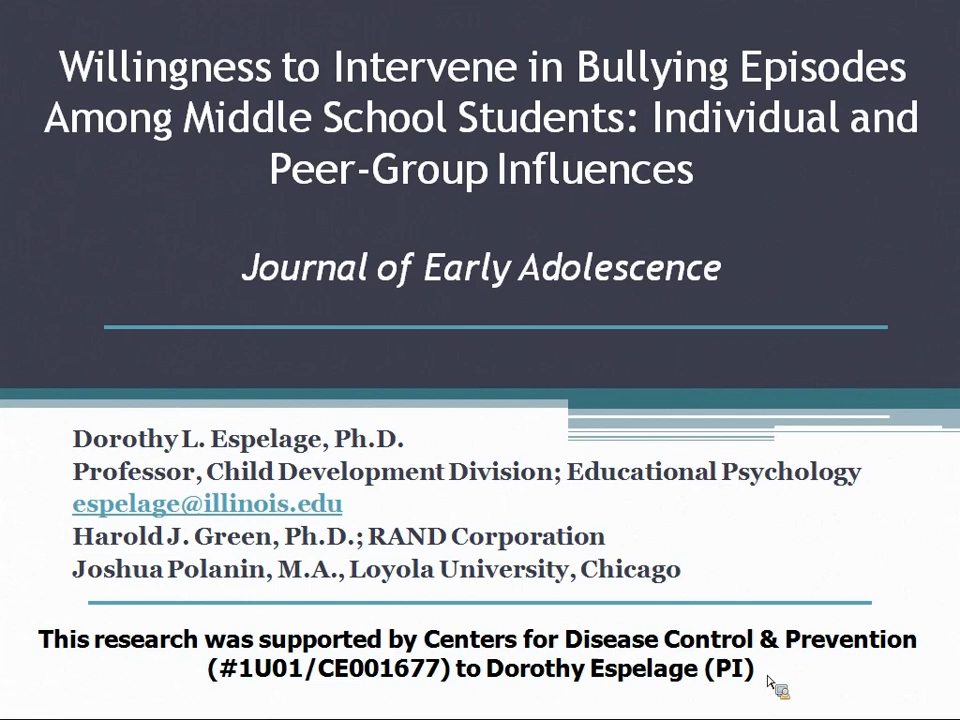 Willingness to Intervene in Bullying Episodes
Among Middle School Students: Individual and
Peer-Group Influences
Journal of Early Adolescence
Dorothy L. Espelage, Ph.D.
Professor, Child Development Division; Educational Psychology
espelage@illinois.edu
Harold J. Green, Ph.D.; RAND Corporation
Joshua Polanin, M.A., Loyola University, Chicago
This research was supported by Centers for Disease Control & Prevention
(#1U01/CE001677) to Dorothy Espelage (PI)